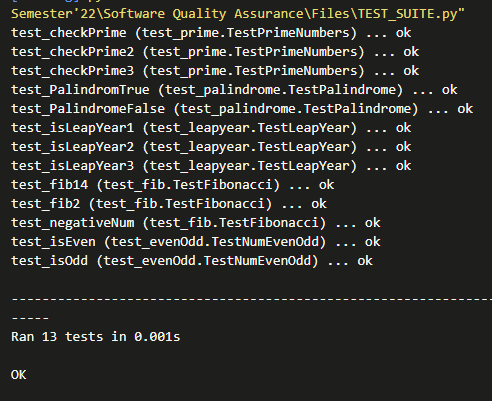 Semester'22\Software Quality Assurance\Files\TEST_SUITE.py"
test_checkPrime (test_prime.TestPrimeNumbers) ... ok
test_checkPrime2 (test_prime.TestPrimeNumbers) ... ok
test_checkPrime3 (test_prime.TestPrimeNumbers) ... ok
test_PalindromTrue (test_palindrome.TestPalindrome) ... ok
test_PalindromeFalse (test_palindrome.TestPalindrome) ... ok
test_isLeapYear1 (test_leapyear.TestLeapYear) ... ok
test_isLeapYear2 (test_leapyear.TestLeapYear) ... ok
test_isLeapYear3 (test_leapyear.TestLeapYear) ... ok
test_fib14 (test_fib.TestFibonacci) ... ok
test_fib2 (test_fib.TestFibonacci) ... ok
test_negativeNum (test_fib.TestFibonacci) ... ok
test_isEven (test_evenOdd.TestNumEvenOdd) ... ok
test_isOdd (test_evenOdd.TestNumEvenOdd) ... ok
-----------------------------------------------------------------
-----
Ran 13 tests in 0.001s
OK